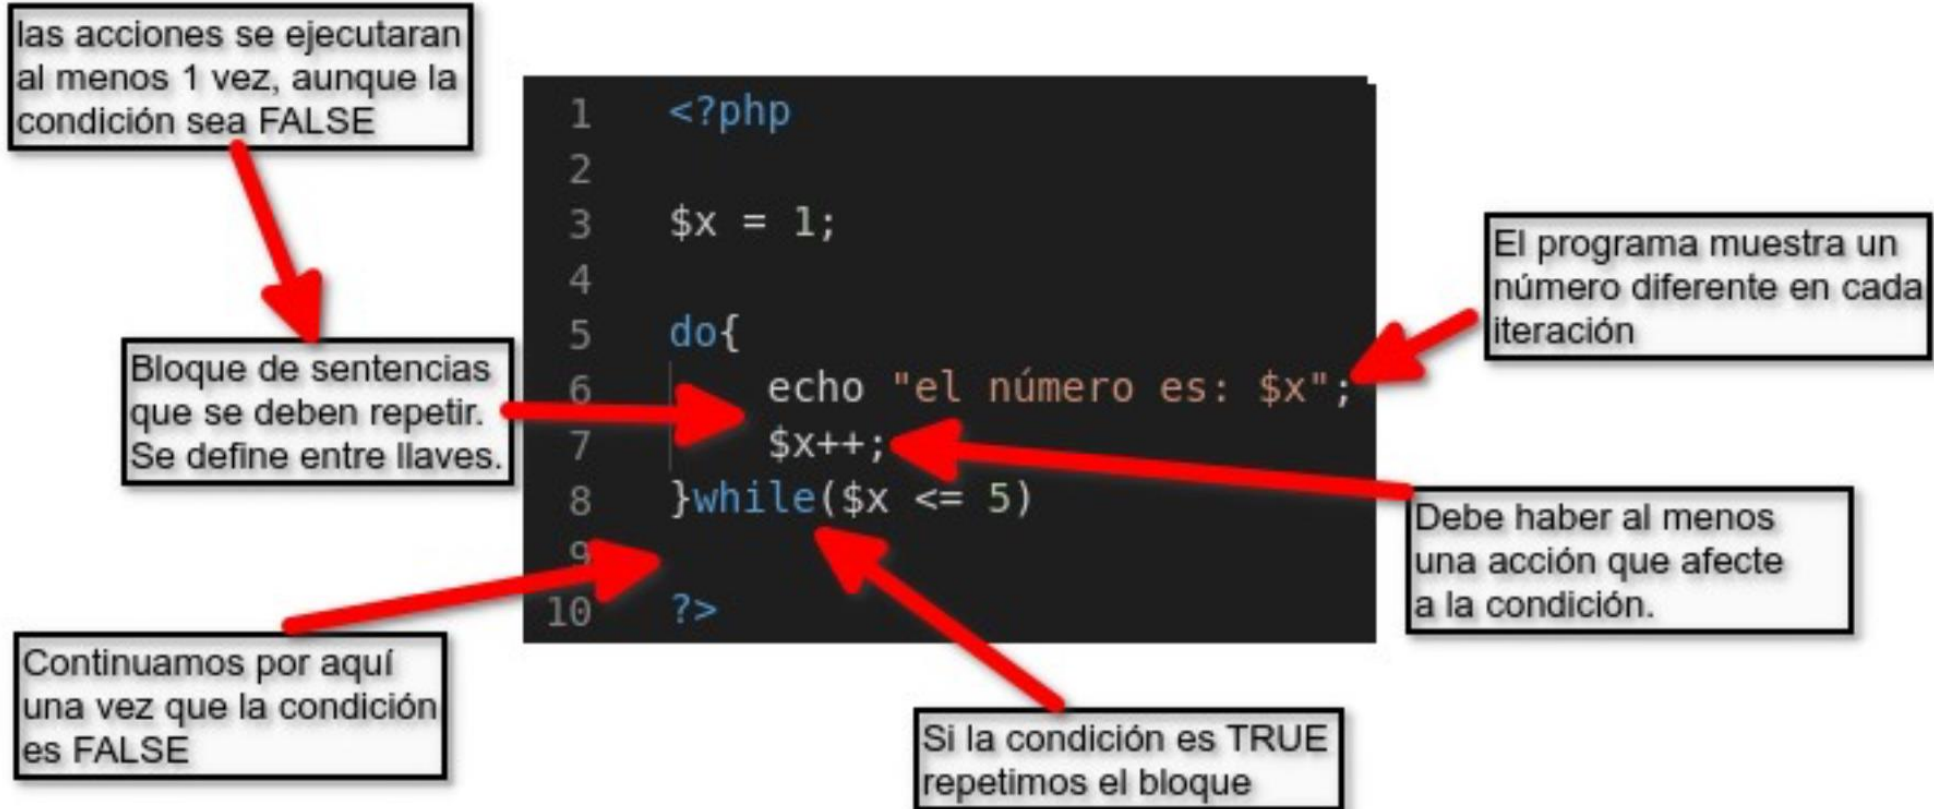 las acciones se ejecutaran
al menos 1 vez, aunque la
condición sea FALSE
Bloque de sentencias
que se deben repetir.
Se define entre llaves.
Continuamos por aquí
una vez que la condición
es FALSE
1 <?php
2
3 $x = 1;
4
5 do{
6 echo "el número es: $x";
7 $x++;
8 }while($x <= 5)
9
10 ?>
El programa muestra un
número diferente en cada
iteración
Debe haber al menos
una acción que afecte
a la condición.
Si la condición es TRUE
repetimos el bloque